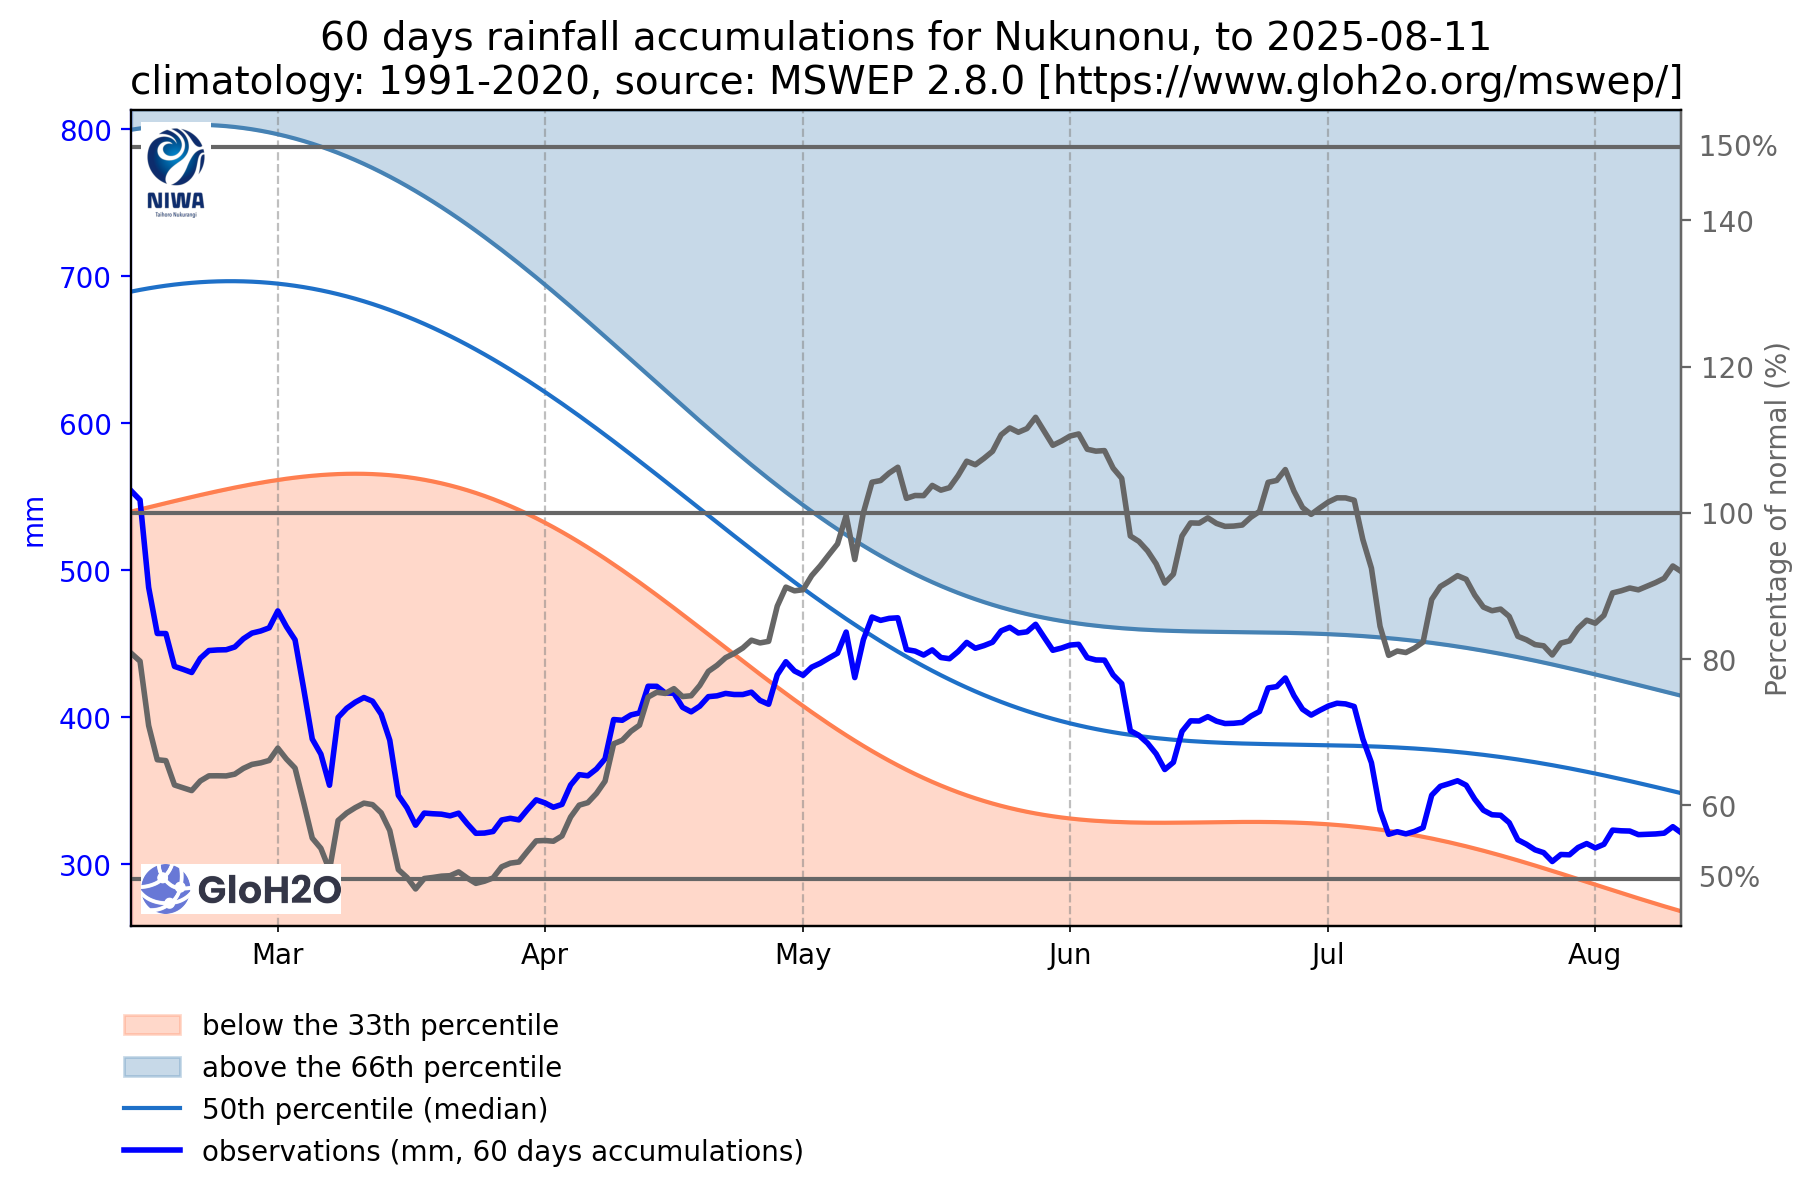 60 days rainfall accumulations for Nukunonu, to 2025-08-11
climatology: 1991-2020, source: MSWEP 2.8.0 [https://www.gloh2o.org/mswep/]
800
700
600
500
400
300
mm
NIWA
Taihoro Nukurangi
GloH2O
150%
140
120
100
80
60
50%
Percentage of normal (%)
Mar
Apr
May
Jun
Jul
Aug
below the 33th percentile
above the 66th percentile
50th percentile (median)
observations (mm, 60 days accumulations)